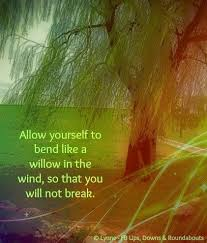 Allow yourself to
bend like a
willow in the
wind, so that you
will not break.
© Lynne - FB Ups, Downs & Roundabouts